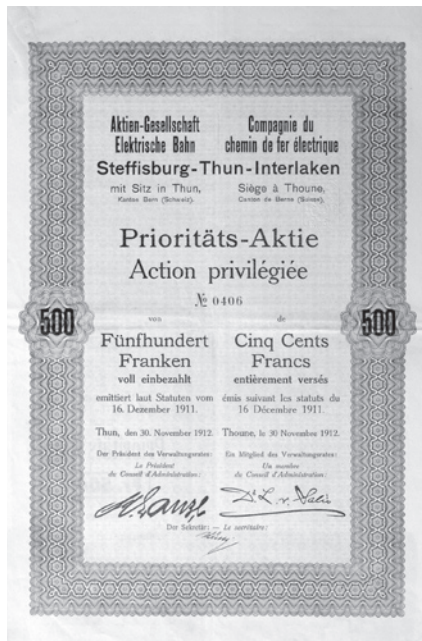 Aktien-Gesellschaft
Elektrische Bahn
Compagnie du
chemin de fer électrique
Steffisburg-Thun-Interlaken
mit Sitz in Thun,
Kanton Bern (Schweiz).
Siège à Thoune,
Canton de Berne (Suisse).
Prioritäts-Aktie
Action privilégiée
№ 0406
500
500
von
Fünfhundert
Franken
voll einbezahlt
emittiert laut Statuten vom
16. Dezember 1911.
Thun, den 30. November 1912.
Der Präsident des Verwaltungsrates:
Le Président
du Conseil d'Administration:
de
Cinq Cents
Francs
entièrement versés
émis suivant les statuts du
16 Décembre 1911.
Thoune, le 30 Novembre 1912.
Ein Mitglied des Verwaltungsrates:
Un membre
du Conseil d'Administration:
Der Sekretär: — Le secrétaire: